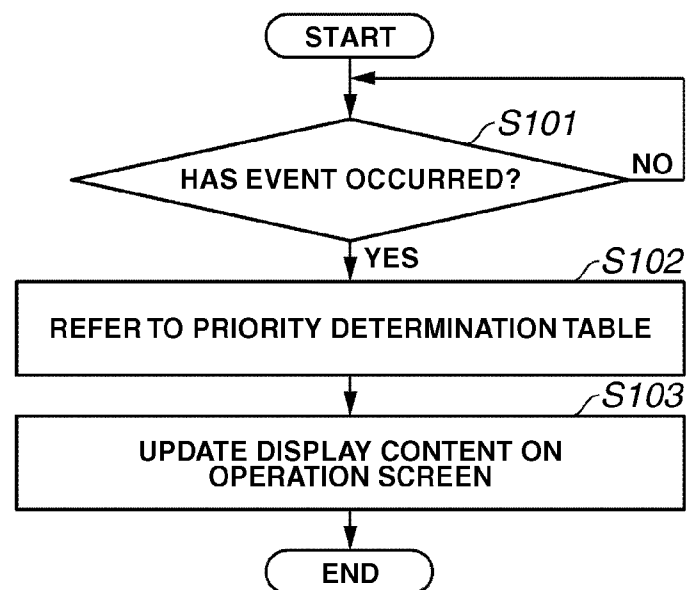 START
S101
HAS EVENT OCCURRED?
NO
YES
S102
REFER TO PRIORITY DETERMINATION TABLE
S103
UPDATE DISPLAY CONTENT ON
OPERATION SCREEN
END